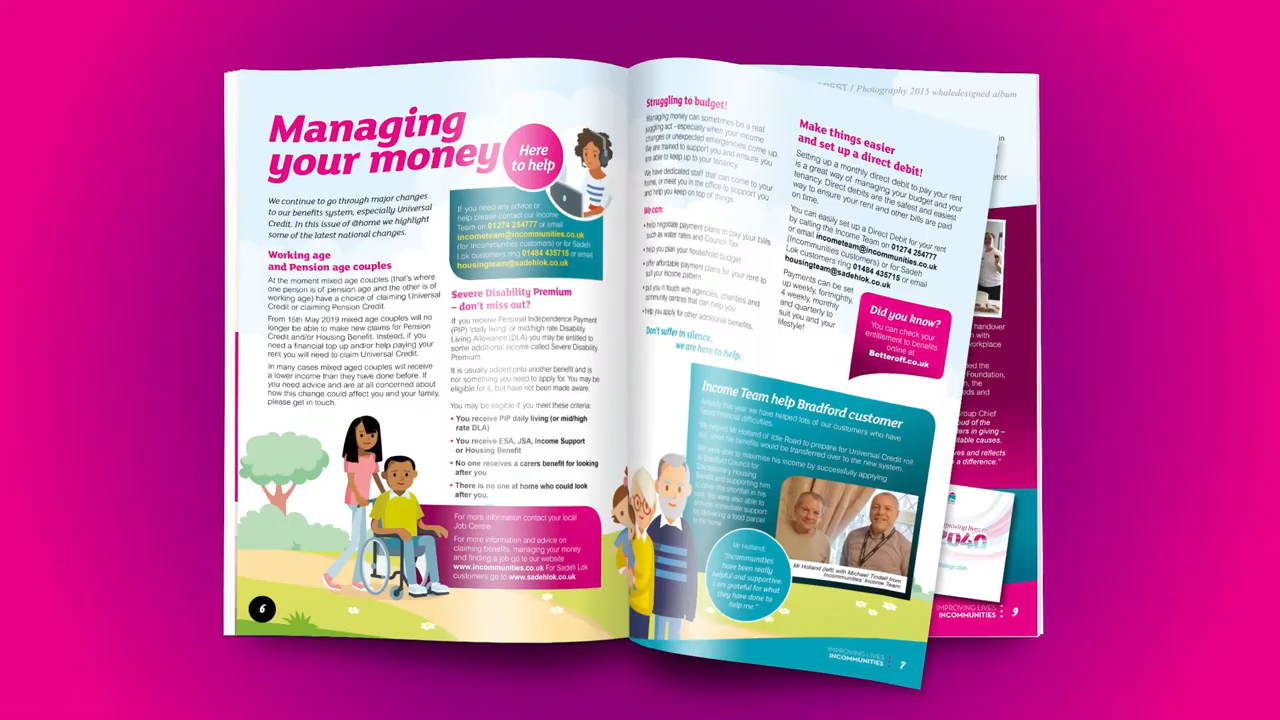 Managing
your money
Here
to help
We continue to go through major changes
to our benefits system, especially Universal
Credit. In this issue of @home we highlight
some of the latest national changes.
Working age
and Pension age couples
At the moment mixed age couples (that's where
one person is of pension age and the other is of
working age) have a choice of claiming Universal
Credit or claiming Pension Credit.
From 15th May 2019 mixed age couples will no
longer be able to make new claims for Pension
Credit and/or Housing Benefit. Instead, if you
need a financial top up and/or help paying your
rent you will need to claim Universal Credit.
In many cases mixed aged couples will receive
a lower income than they have done before. If
you need advice and are at all concerned about
how this change could affect you and your family,
please get in touch.
If you need any advice or
help please contact our Income
Team on 01274 254777 or email
incometeam@incommunities.co.uk
(for Incommunities customers) or for Sadeh
Lok customers ring 01484 435715 or email
housingteam@sadehlok.co.uk
Severe Disability Premium
– don't miss out?
If you receive Personal Independence Payment
(PIP) 'daily living' or mid/high rate Disability
Living Allowance (DLA) you may be entitled to
some additional income called Severe Disability
Premium.
It is usually added onto another benefit and is
not something you need to apply for. You may be
eligible for it, but have not been made aware.
You may be eligible if you meet these criteria:
• You receive PIP daily living (or mid/high
rate DLA)
• You receive ESA, JSA, Income Support
or Housing Benefit
• No one receives a carers benefit for looking
after you
• There is no one at home who could look
after you.
For more information contact your local
Job Centre.
For more information and advice on
claiming benefits, managing your money
and finding a job go to our website
www.incommunities.co.uk For Sadeh Lok
customers go to www.sadehlok.co.uk
6
Struggling to budget!
Managing money can sometimes be a real
juggling act - especially when your income
changes or unexpected emergencies come up.
We are trained to support you and ensure you
are able to keep up to your tenancy.
We have dedicated staff that can come to your
home, or meet you in the office to support you
and help you keep on top of things.
We can:
• help negotiate payment plans to pay your bills
such as water rates and Council Tax
• help you plan your household budget
• offer affordable payment plans for your rent to
suit your income pattern
• put you in touch with agencies, charities and
community centres that can help you
• help you apply for other additional benefits.
Don't suffer in silence,
we are here to help.
Make things easier
and set up a direct debit!
Setting up a monthly direct debit to pay your rent
is a great way of managing your budget and your
tenancy. Direct debits are the safest and easiest
way to ensure your rent and other bills are paid
on time.
You can easily set up a Direct Debit for your rent
by calling the Income Team on 01274 254777
or email incometeam@incommunities.co.uk
(Incommunities customers) or for Sadeh
Lok customers ring 01484 435715 or email
housingteam@sadehlok.co.uk
Payments can be set
up weekly, fortnightly,
4 weekly, monthly
and quarterly to
suit you and your
lifestyle!
Did you know?
You can check your
entitlement to benefits
online at
Betteroff.co.uk
Income Team help Bradford customer
Already this year we have helped lots of our customers who have
faced financial difficulties.
We helped Mr Holland of Idle Road to prepare for Universal Credit roll
out when his benefits would be transferred over to the new system.
We were able to maximise his income by successfully applying
to Bradford Council for
Discretionary Housing
Benefit and supporting him
to cover the shortfall in his
rent. We were also able to
provide immediate support
by delivering a food parcel
to his home.
Mr Holland,
"Incommunities
have been really
helpful and supportive.
I am grateful for what
they have done to
help me."
Mr Holland (left) with Michael Tindall from
Incommunities' Income Team
IMPROVING LIVES
INCOMMUNITIES
7
/ Photography 2015 whaledesigned album
handover
with
workplace
the
Foundation,
the
and
Group Chief
proud of the
in giving –
causes.
and reflects
a difference."
improving lives
2040
IMPROVING LIVES
INCOMMUNITIES
9